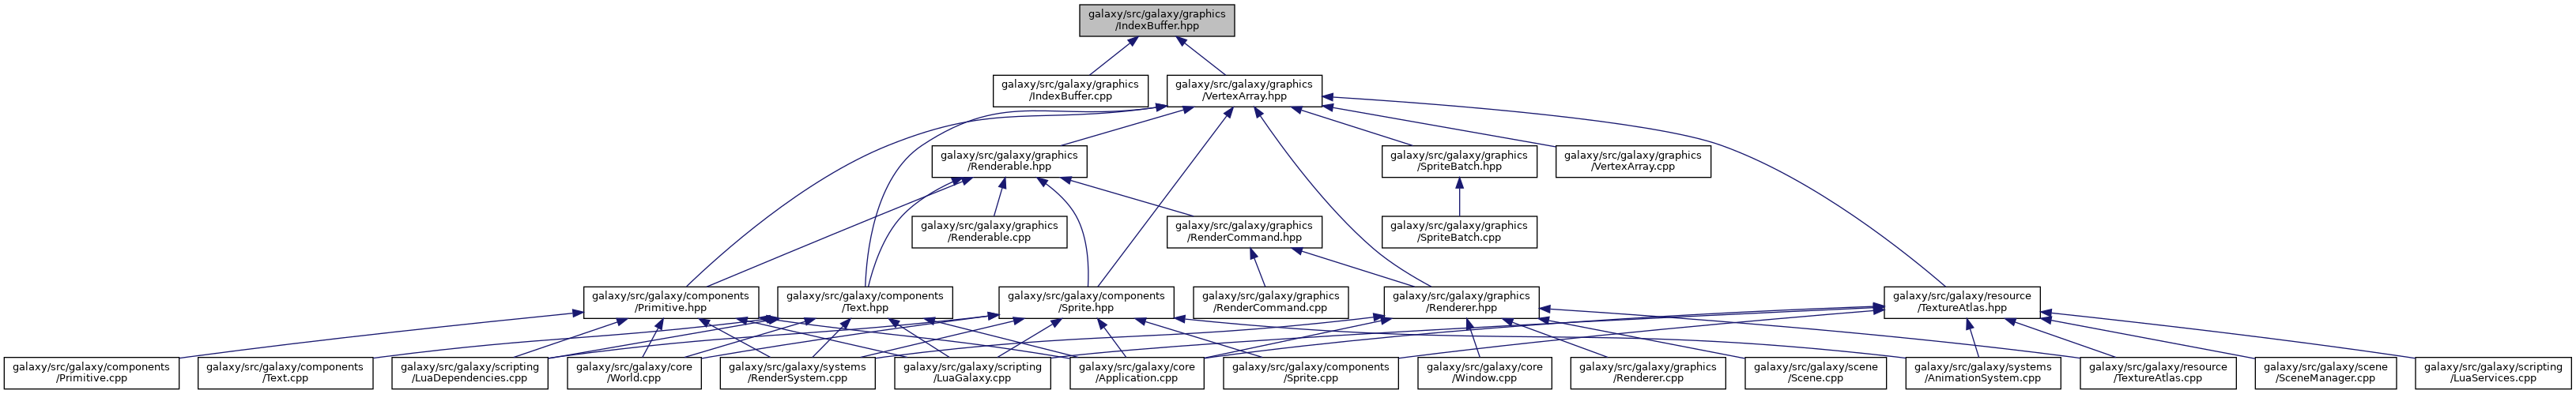 galaxy/src/galaxy/graphics
/IndexBuffer.hpp
galaxy/src/galaxy/graphics
/IndexBuffer.cpp
galaxy/src/galaxy/graphics
/VertexArray.hpp
galaxy/src/galaxy/graphics
/Renderable.hpp
galaxy/src/galaxy/graphics
/SpriteBatch.hpp
galaxy/src/galaxy/graphics
/VertexArray.cpp
galaxy/src/galaxy/graphics
/Renderable.cpp
galaxy/src/galaxy/graphics
/RenderCommand.hpp
galaxy/src/galaxy/graphics
/SpriteBatch.cpp
galaxy/src/galaxy/components
/Primitive.hpp
galaxy/src/galaxy/components
/Text.hpp
galaxy/src/galaxy/components
/Sprite.hpp
galaxy/src/galaxy/graphics
/RenderCommand.cpp
galaxy/src/galaxy/graphics
/Renderer.hpp
galaxy/src/galaxy/resource
/TextureAtlas.hpp
galaxy/src/galaxy/components
/Primitive.cpp
galaxy/src/galaxy/components
/Text.cpp
galaxy/src/galaxy/scripting
/LuaDependencies.cpp
galaxy/src/galaxy/core
/World.cpp
galaxy/src/galaxy/systems
/RenderSystem.cpp
galaxy/src/galaxy/scripting
/LuaGalaxy.cpp
galaxy/src/galaxy/core
/Application.cpp
galaxy/src/galaxy/components
/Sprite.cpp
galaxy/src/galaxy/core
/Window.cpp
galaxy/src/galaxy/graphics
/Renderer.cpp
galaxy/src/galaxy/scene
/Scene.cpp
galaxy/src/galaxy/systems
/AnimationSystem.cpp
galaxy/src/galaxy/resource
/TextureAtlas.cpp
galaxy/src/galaxy/scene
/SceneManager.cpp
galaxy/src/galaxy/scripting
/LuaServices.cpp